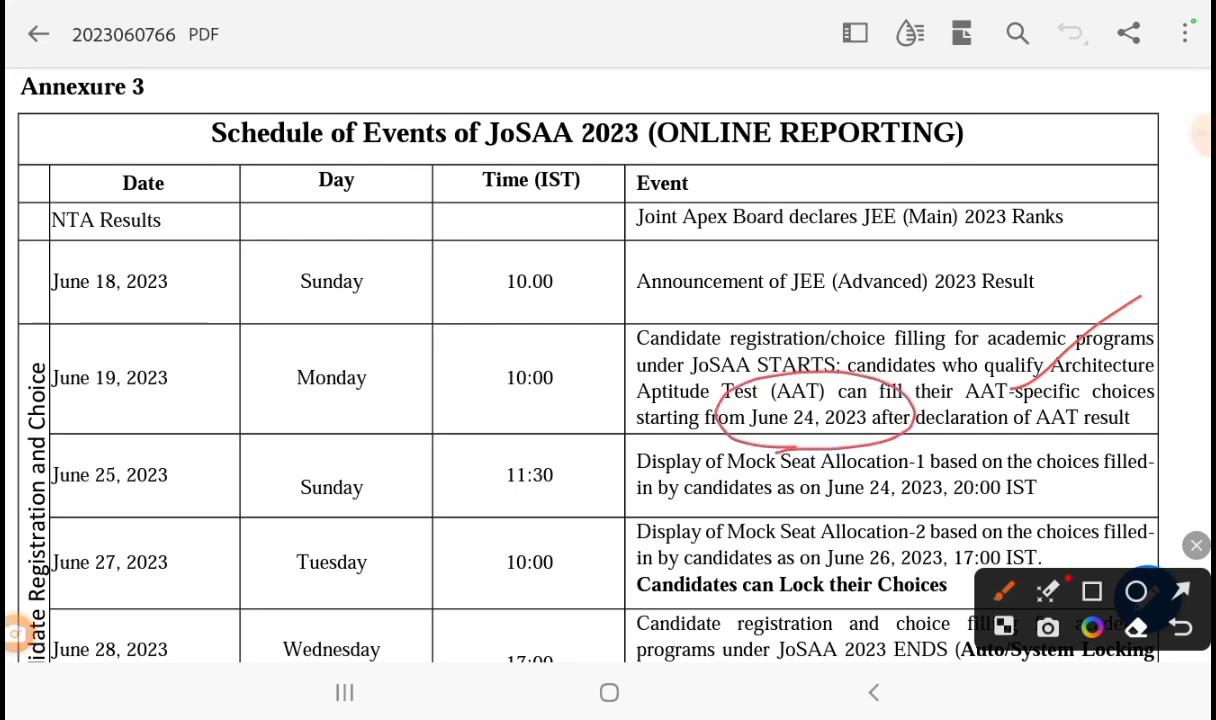 2023060766 PDF
Annexure 3
Schedule of Events of JoSAA 2023 (ONLINE REPORTING)
Date Day Time (IST) Event
NTA Results Joint Apex Board declares JEE (Main) 2023 Ranks
June 18, 2023 Sunday 10.00 Announcement of JEE (Advanced) 2023 Result
idate Registration and Choice
June 19, 2023 Monday 10:00 Candidate registration/choice filling for academic programs
under JoSAA STARTS; candidates who qualify Architecture
Aptitude Test (AAT) can fill their AAT-specific choices
starting from June 24, 2023 after declaration of AAT result
June 25, 2023 Sunday 11:30 Display of Mock Seat Allocation-1 based on the choices filled-
in by candidates as on June 24, 2023, 20:00 IST
June 27, 2023 Tuesday 10:00 Display of Mock Seat Allocation-2 based on the choices filled-
in by candidates as on June 26, 2023, 17:00 IST.
Candidates can Lock their Choices
June 28, 2023 Wednesday 17:00 Candidate registration and choice
programs under JoSAA 2023 ENDS (Auto/System Locking